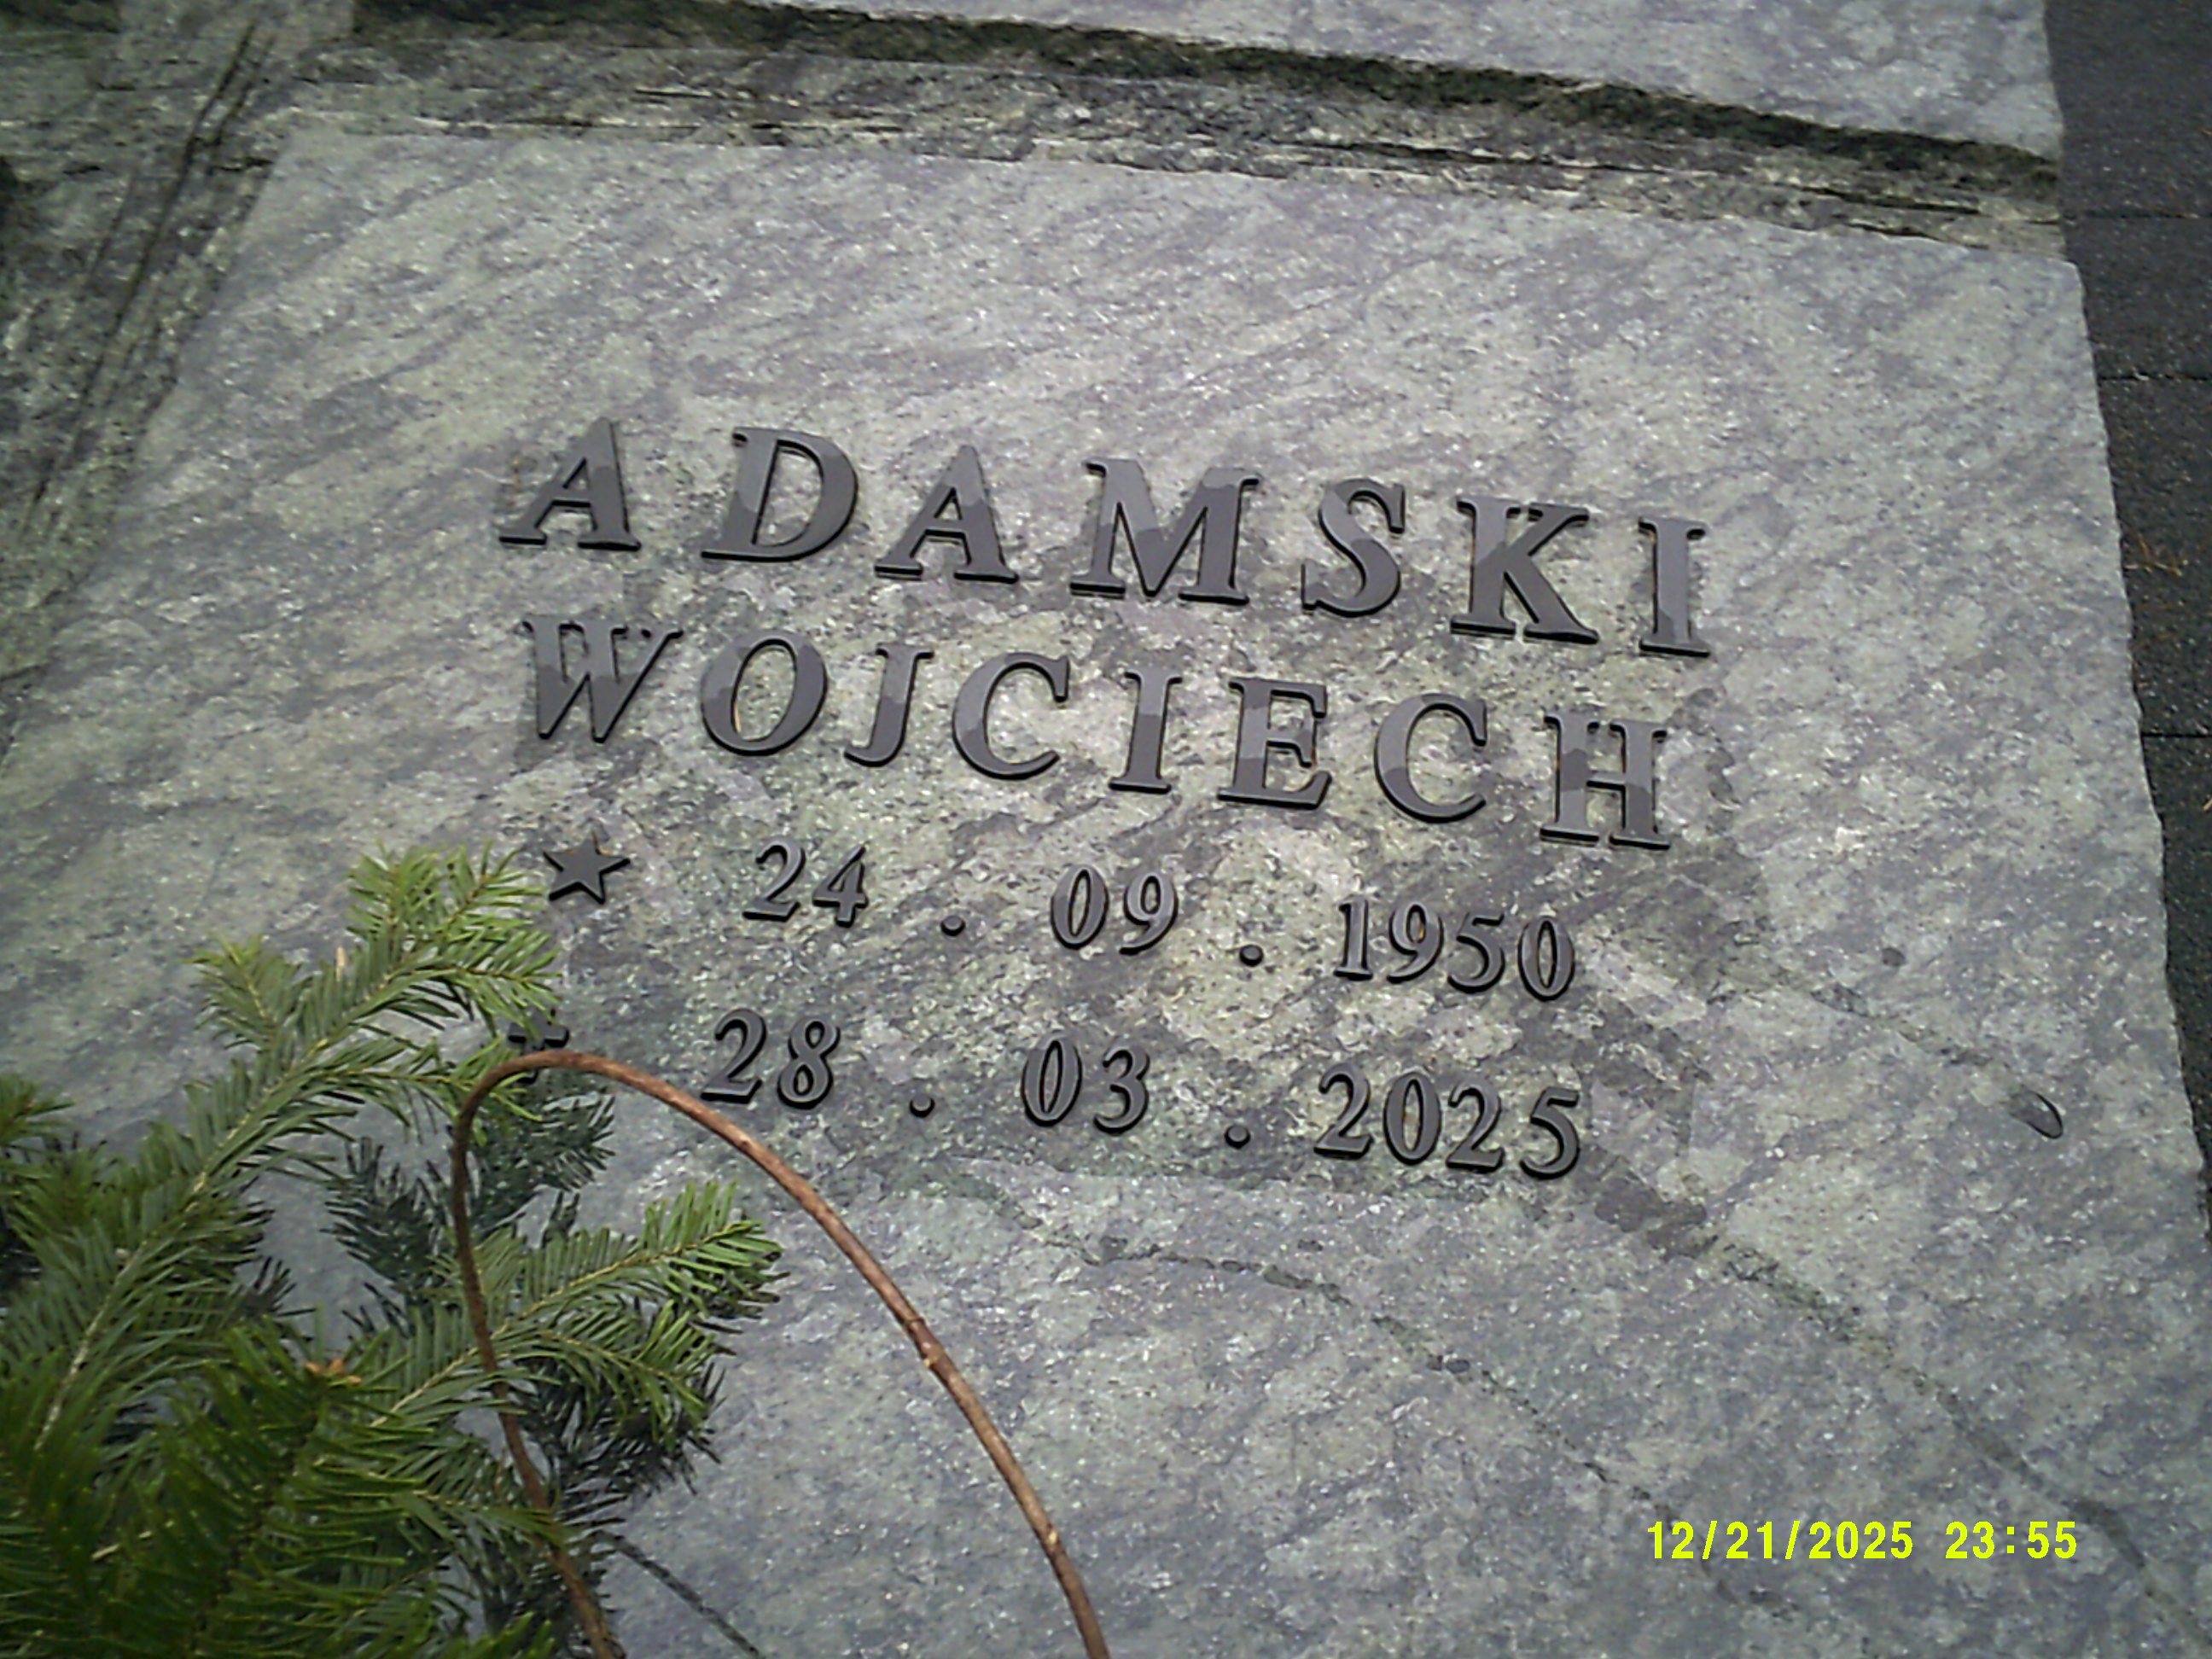 ADAMSKI
WOJCIECH
★ 24 . 09 . 1950
✝ 28 . 03 . 2025
12/21/2025 23:55